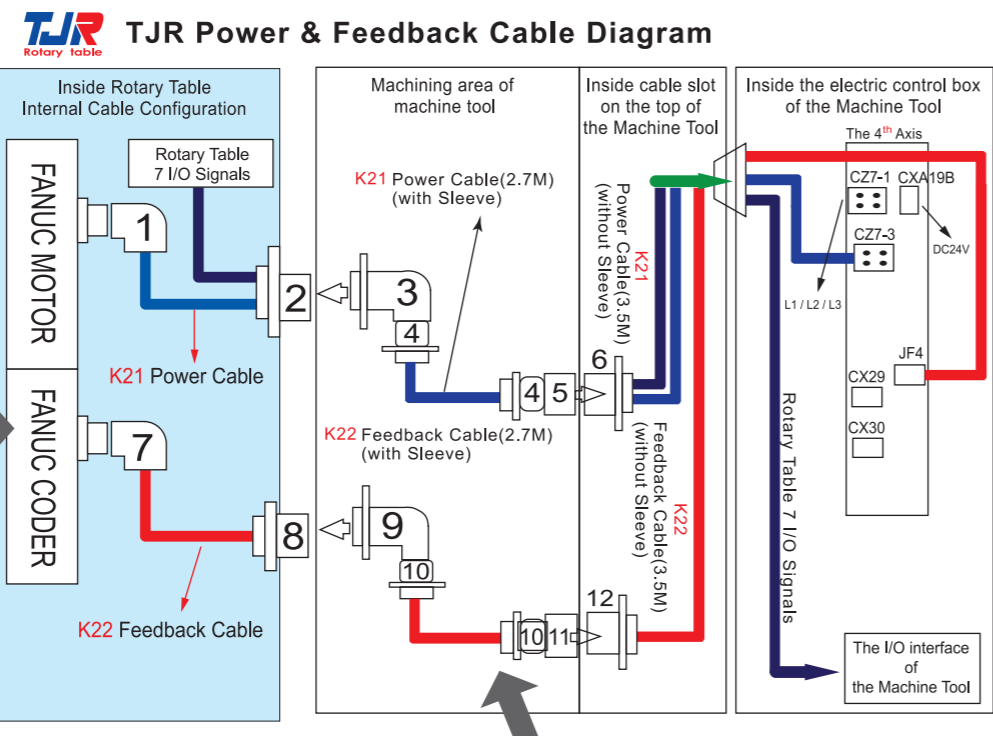 TJR
Rotary table
TJR Power & Feedback Cable Diagram
Inside Rotary Table
Internal Cable Configuration
FANUC MOTOR
FANUC CODER
Rotary Table
7 I/O Signals
1
2
K21 Power Cable
7
8
K22 Feedback Cable
Machining area of
machine tool
K21 Power Cable(2.7M)
(with Sleeve)
3
4
4
5
K22 Feedback Cable(2.7M)
(with Sleeve)
9
10
10
11
Inside cable slot
on the top of
the Machine Tool
K21
Power Cable(3.5M)
(without Sleeve)
6
K22
Feedback Cable(3.5M)
(without Sleeve)
12
Inside the electric control box
of the Machine Tool
The 4th Axis
CZ7-1
CXA19B
CZ7-3
DC24V
L1 / L2 / L3
JF4
CX29
CX30
Rotary Table 7 I/O Signals
The I/O interface
of
the Machine Tool